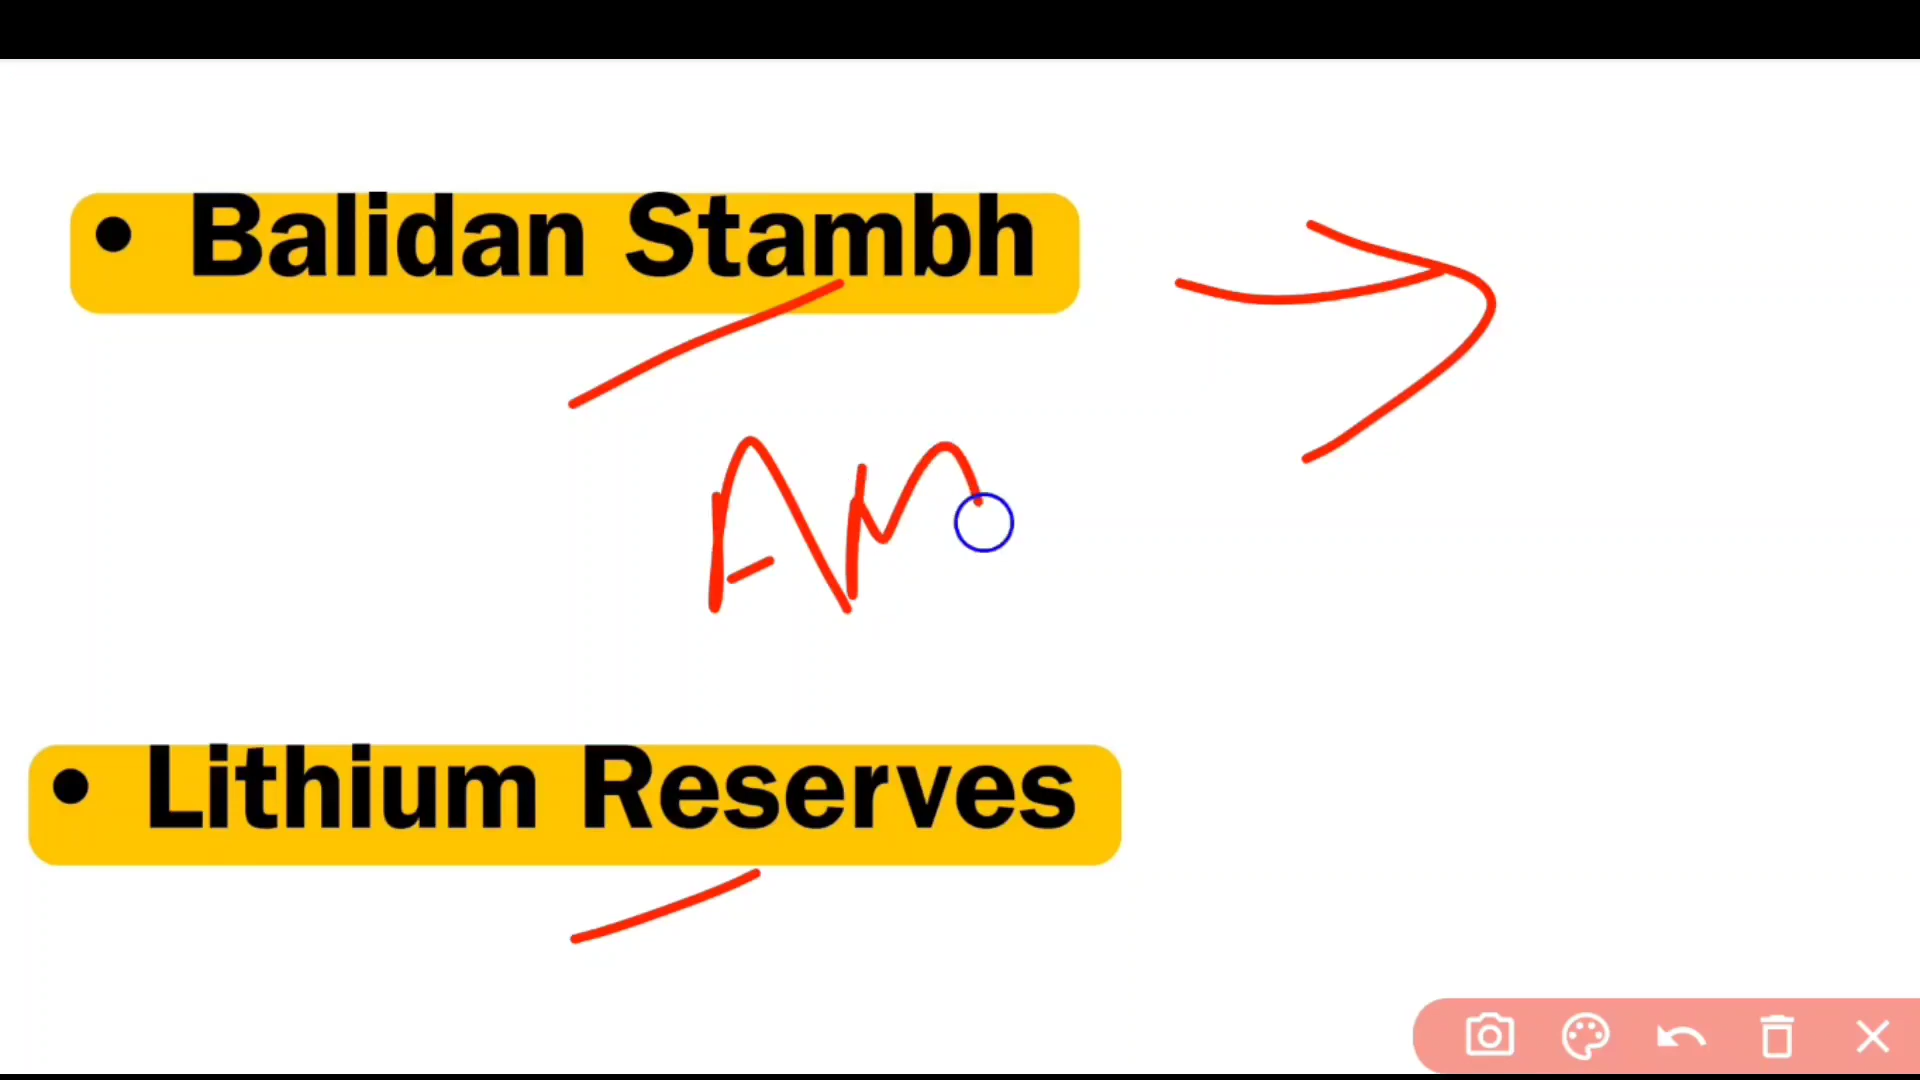 • Balidan Stambh
Am
• Lithium Reserves